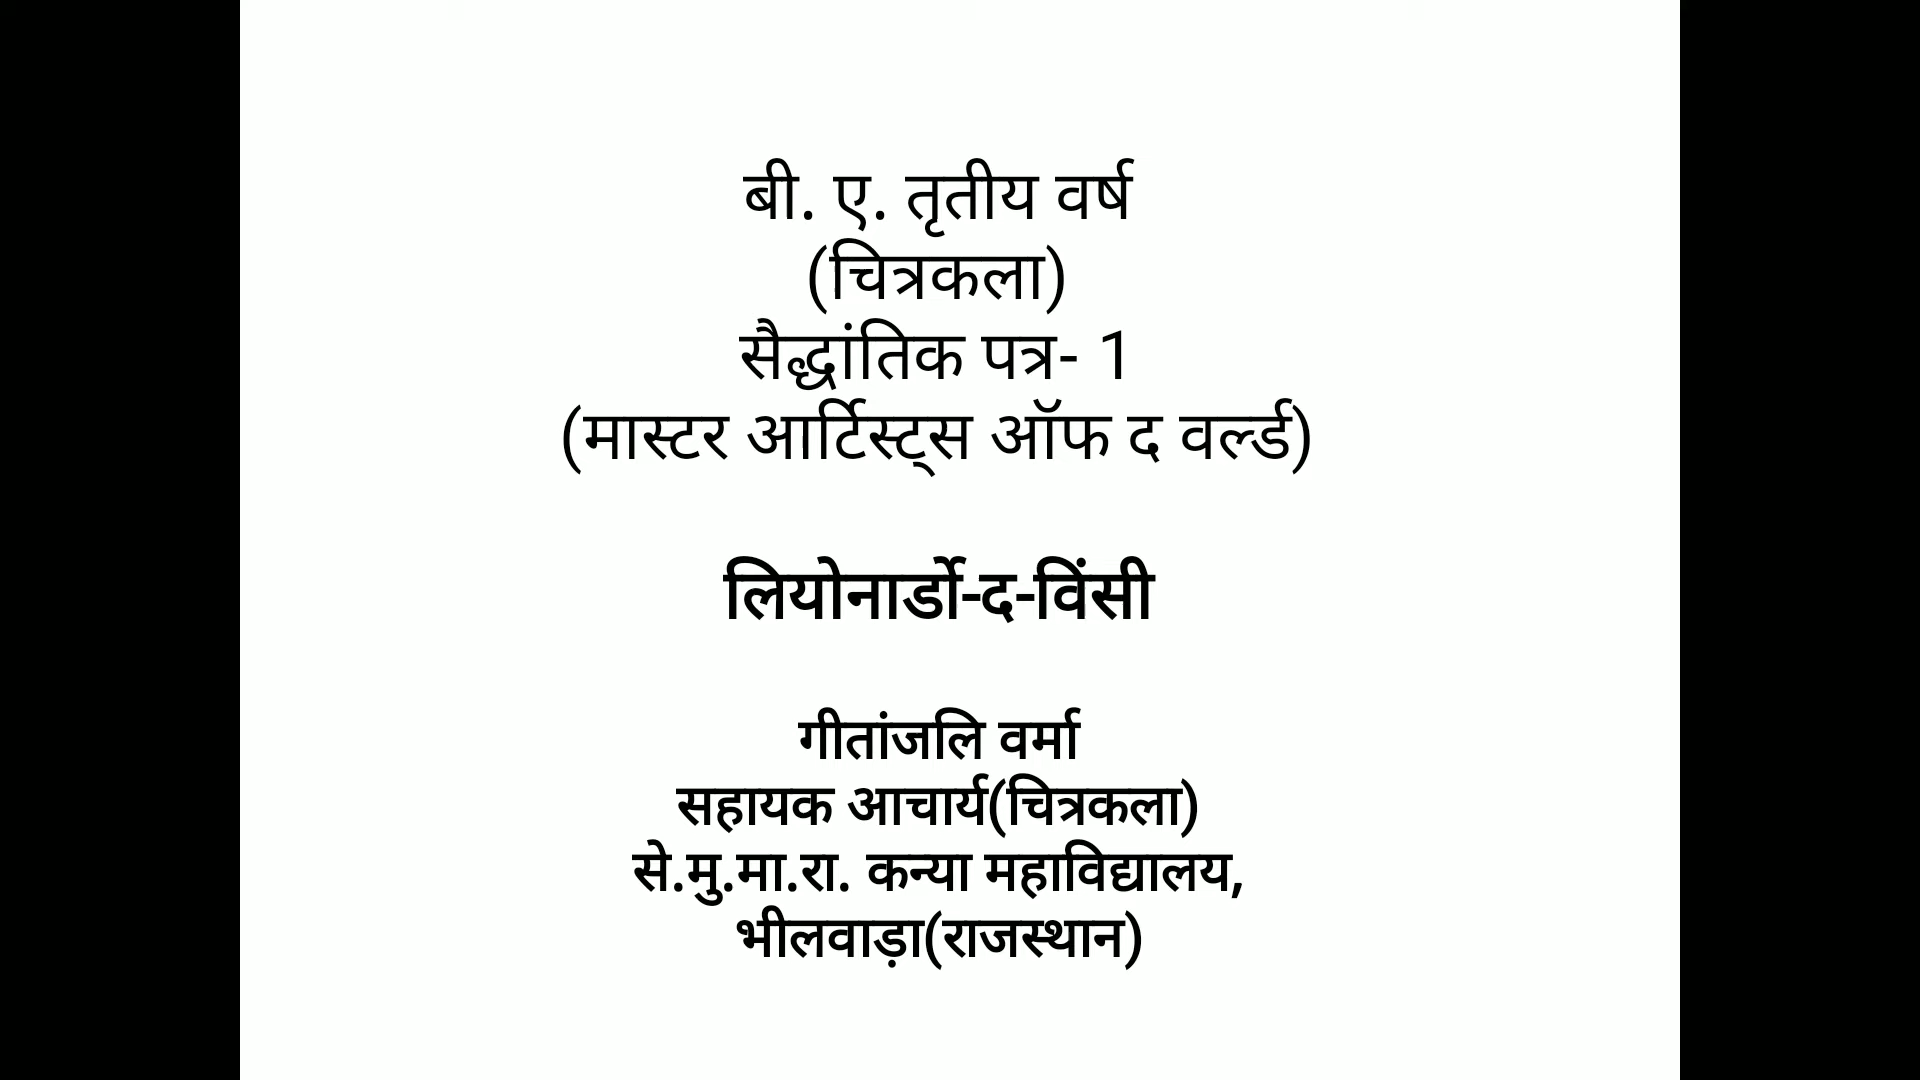 बी. ए. तृतीय वर्ष
(चित्रकला)
सैद्धांतिक पत्र- 1
(मास्टर आर्टिस्ट्स ऑफ द वर्ल्ड)
लियोनार्डो-द-विंसी
गीतांजलि वर्मा
सहायक आचार्य(चित्रकला)
से.मु.मा.रा. कन्या महाविद्यालय,
भीलवाड़ा(राजस्थान)